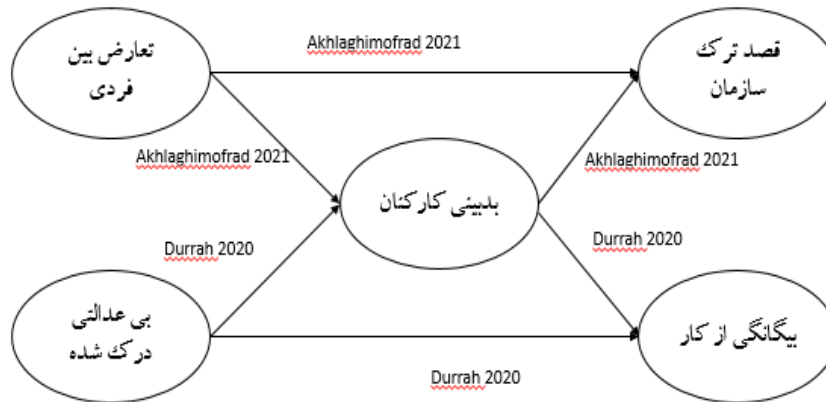 Akhlaghimofrad 2021
تعارض بین
فردی
قصد ترک
سازمان
Akhlaghimofrad 2021
Akhlaghimofrad 2021
بدبینی کارکنان
Durrah 2020
Durrah 2020
بی عدالتی
درک شده
بیگانگی از کار
Durrah 2020